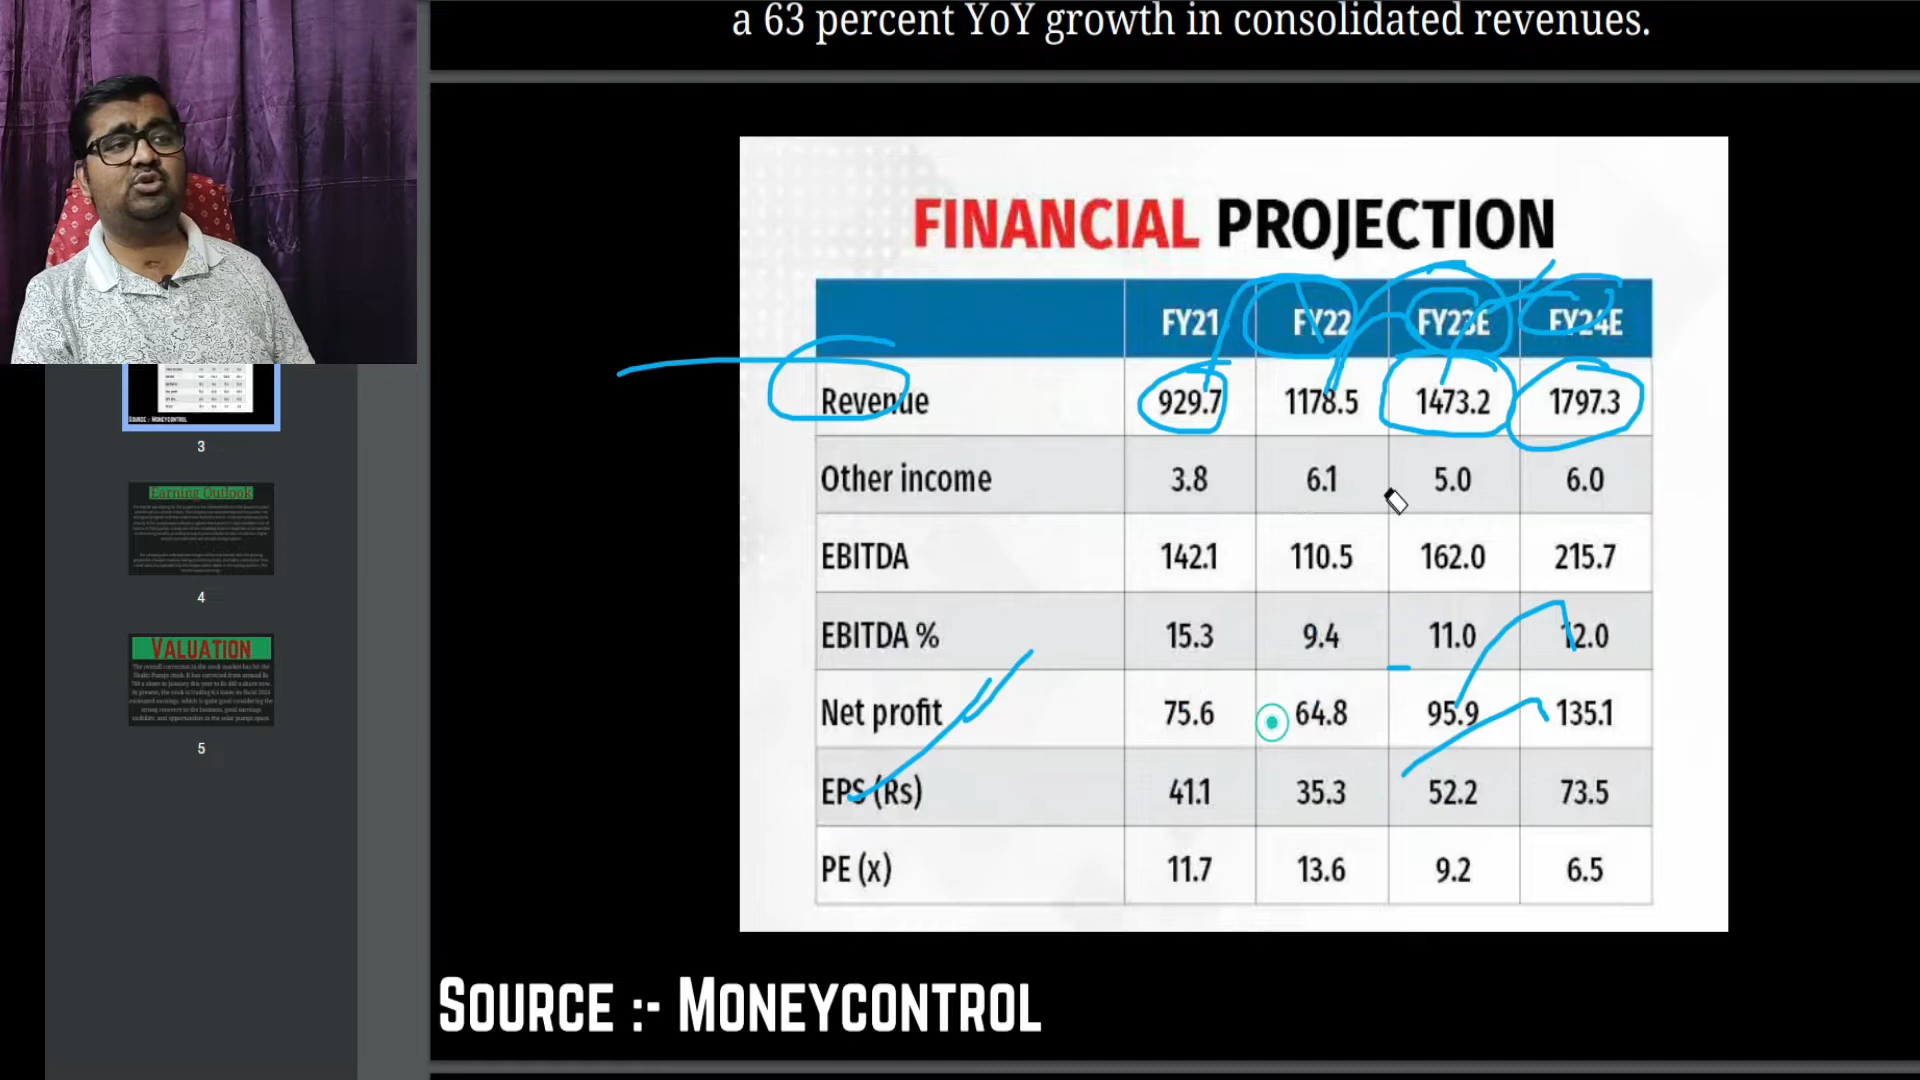 a 63 percent YoY growth in consolidated revenues.
FINANCIAL PROJECTION
FY21 FY22 FY23E FY24E
Revenue 929.7 1178.5 1473.2 1797.3
Other income 3.8 6.1 5.0 6.0
EBITDA 142.1 110.5 162.0 215.7
EBITDA % 15.3 9.4 11.0 12.0
Net profit 75.6 64.8 95.9 135.1
EPS (Rs) 41.1 35.3 52.2 73.5
PE (x) 11.7 13.6 9.2 6.5
SOURCE :- MONEYCONTROL
SOURCE :- MONEYCONTROL
3
Earning Outlook
4
VALUATION
5